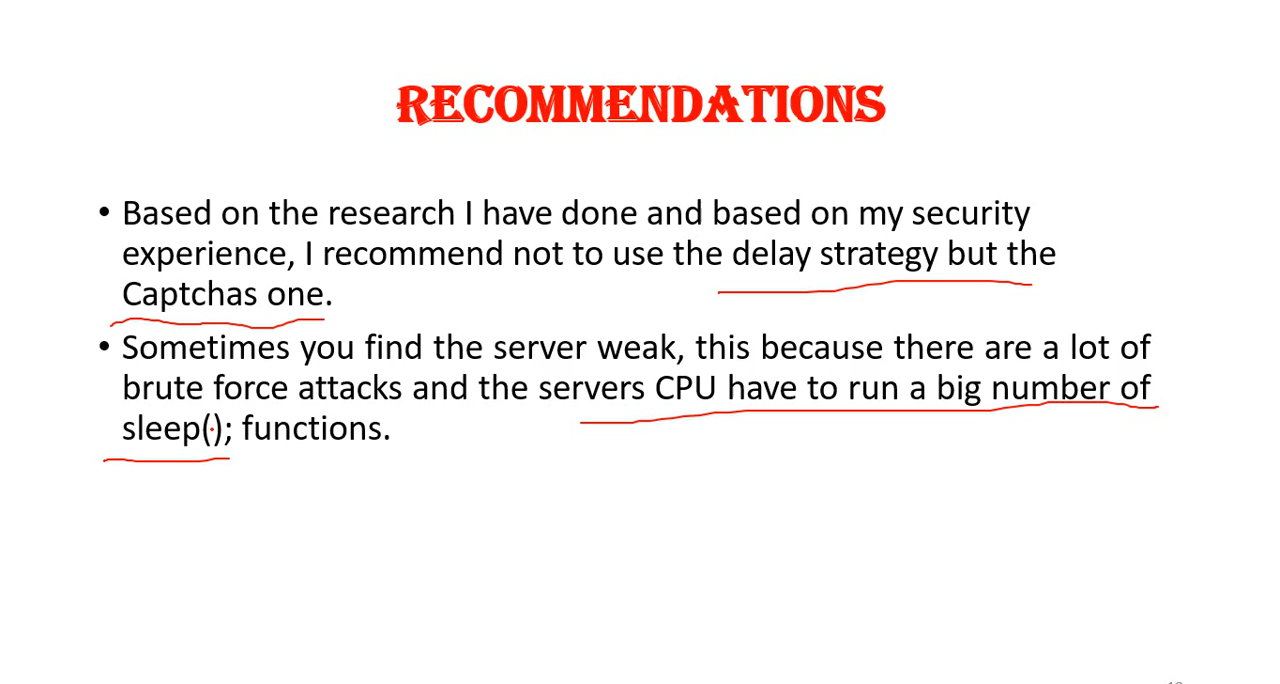 RECOMMENDATIONS
• Based on the research I have done and based on my security
experience, I recommend not to use the delay strategy but the
Captchas one.
• Sometimes you find the server weak, this because there are a lot of
brute force attacks and the servers CPU have to run a big number of
sleep(); functions.